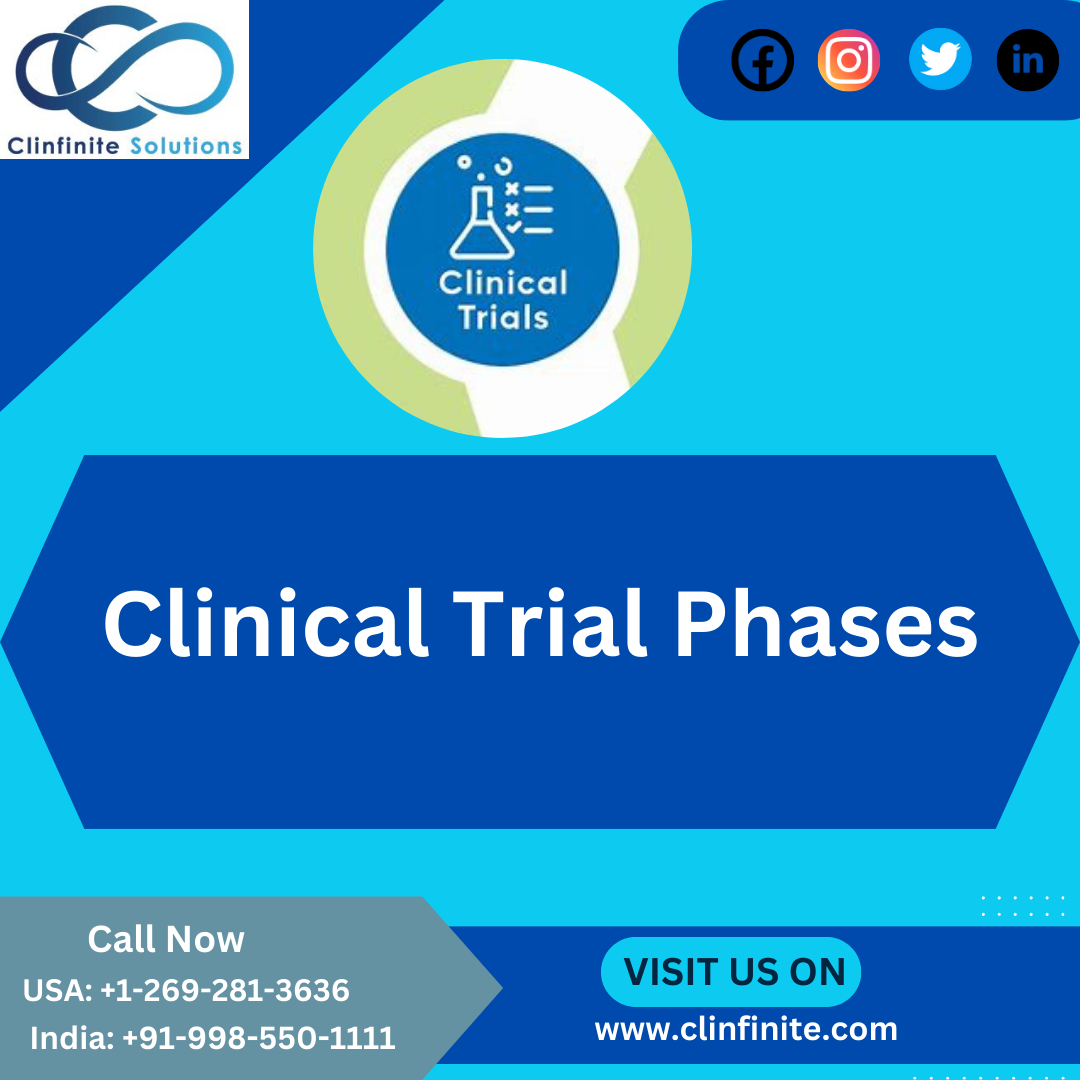 Clinfinite Solutions
Clinical
Trials
Clinical Trial Phases
Call Now
USA: +1-269-281-3636
India: +91-998-550-1111
VISIT US ON
www.clinfinite.com